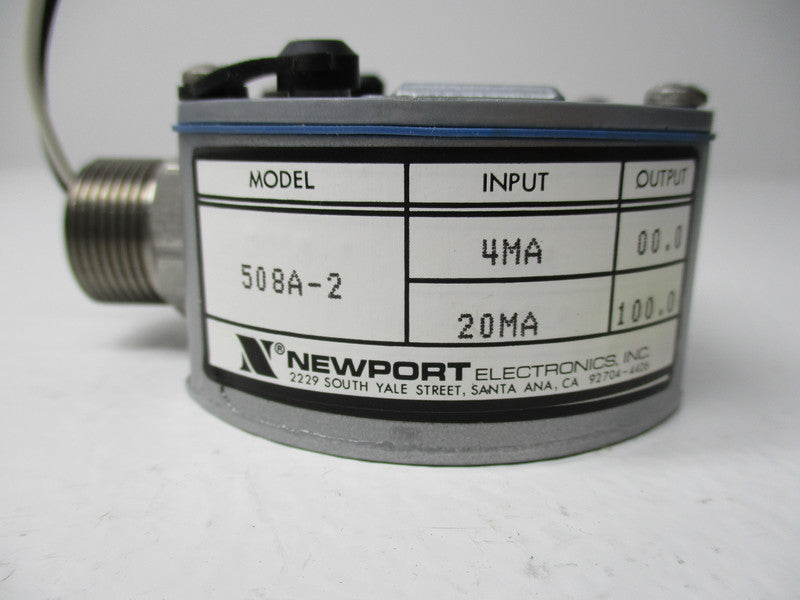 MODEL INPUT OUTPUT
508A-2 4MA 00.0
20MA 100.0
N® NEWPORT ELECTRONICS, INC.
2229 SOUTH YALE STREET, SANTA ANA, CA 92704-4426